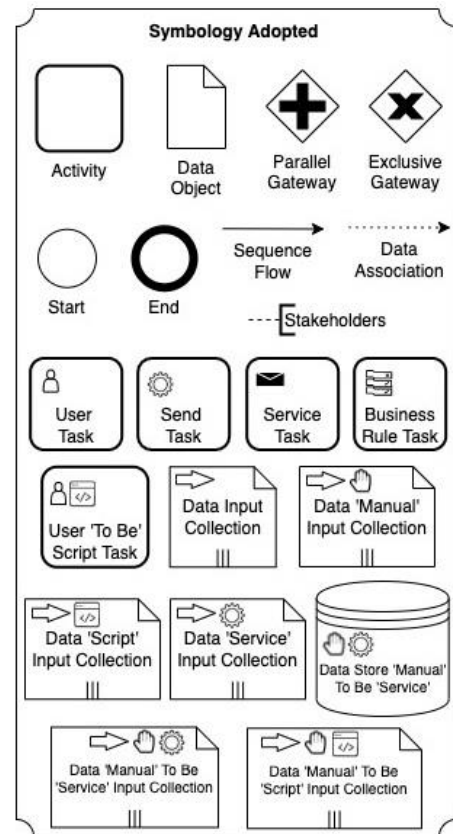 Symbology Adopted
Activity
Data
Object
Parallel
Gateway
Exclusive
Gateway
Start
End
Sequence
Flow
Data
Association
Stakeholders
User
Task
Send
Task
Service
Task
Business
Rule Task
</>
User 'To Be'
Script Task
Data Input
Collection
Data 'Manual'
Input Collection
</>
Data 'Script'
Input Collection
Data 'Service'
Input Collection
Data Store 'Manual'
To Be 'Service'
Data 'Manual' To Be
'Service' Input Collection
</>
Data 'Manual' To Be
'Script' Input Collection